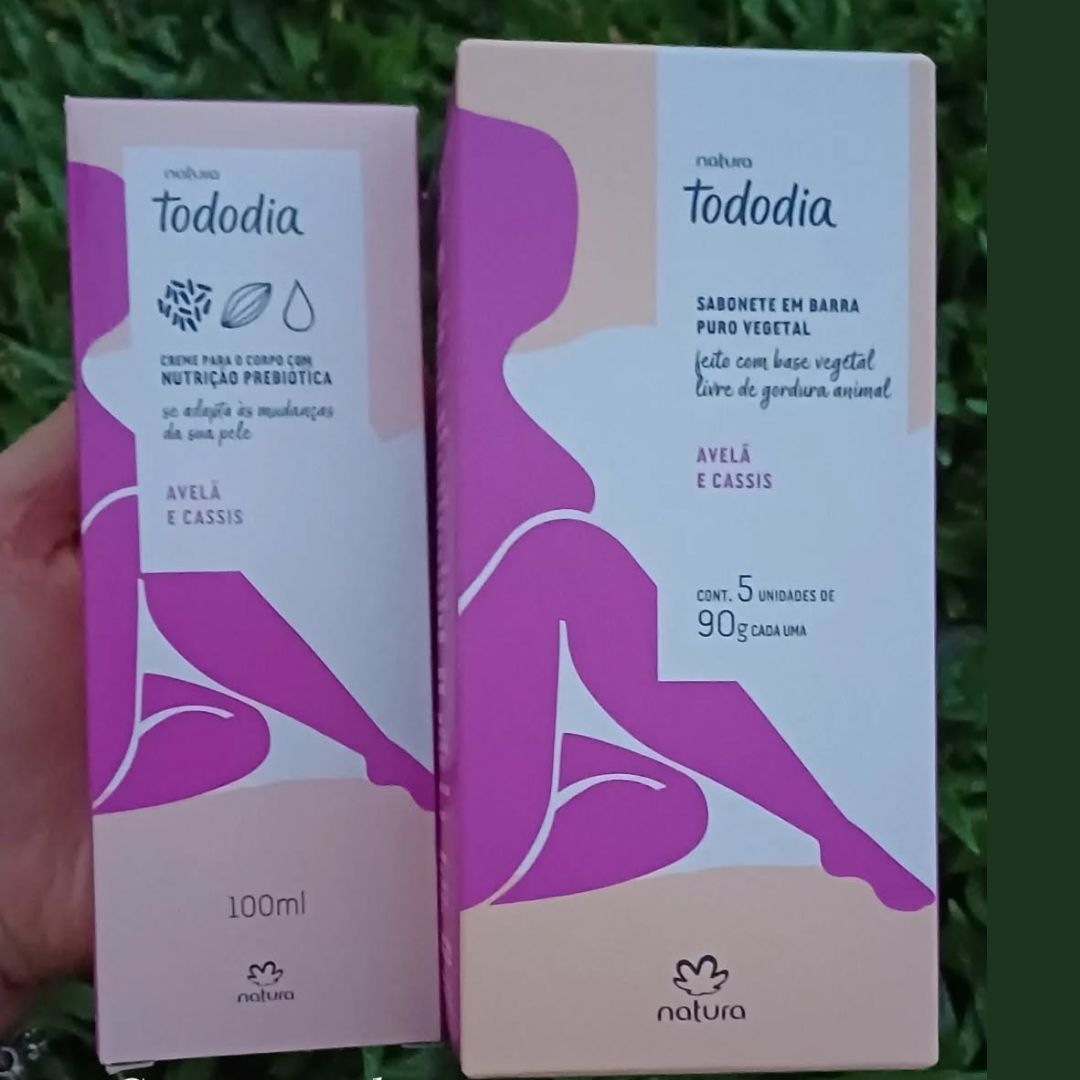 natura
tododia
CREME PARA O CORPO COM
NUTRIÇÃO PREBIÓTICA
se adapta às mudanças
da sua pele
AVELÃ
E CASSIS
100ml
natura
natura
tododia
SABONETE EM BARRA
PURO VEGETAL
feito com base vegetal
livre de gordura animal
AVELÃ
E CASSIS
CONT. 5 UNIDADES DE
90g CADA UMA
natura